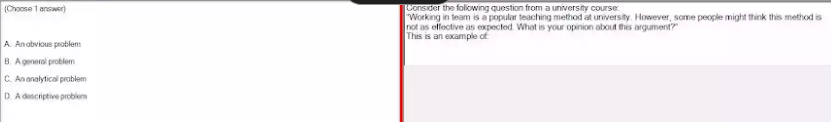 (Choose 1 answer)
A. An obvious problem
B. A general problem
C. An analytical problem
D. A descriptive problem
Consider the following question from a university course:
"Working in team is a popular teaching method at university. However, some people might think this method is
not as effective as expected. What is your opinion about this argument?"
This is an example of: